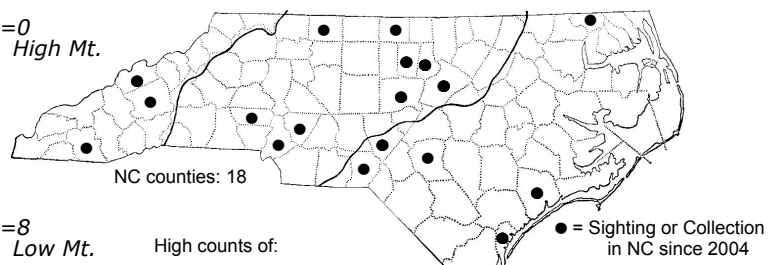 =0
High Mt.
NC counties: 18
=8
Low Mt.
High counts of:
● = Sighting or Collection
in NC since 2004